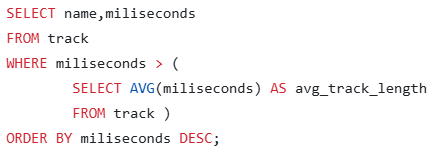 SELECT name,miliseconds
FROM track
WHERE miliseconds > (
SELECT AVG(miliseconds) AS avg_track_length
FROM track )
ORDER BY miliseconds DESC;